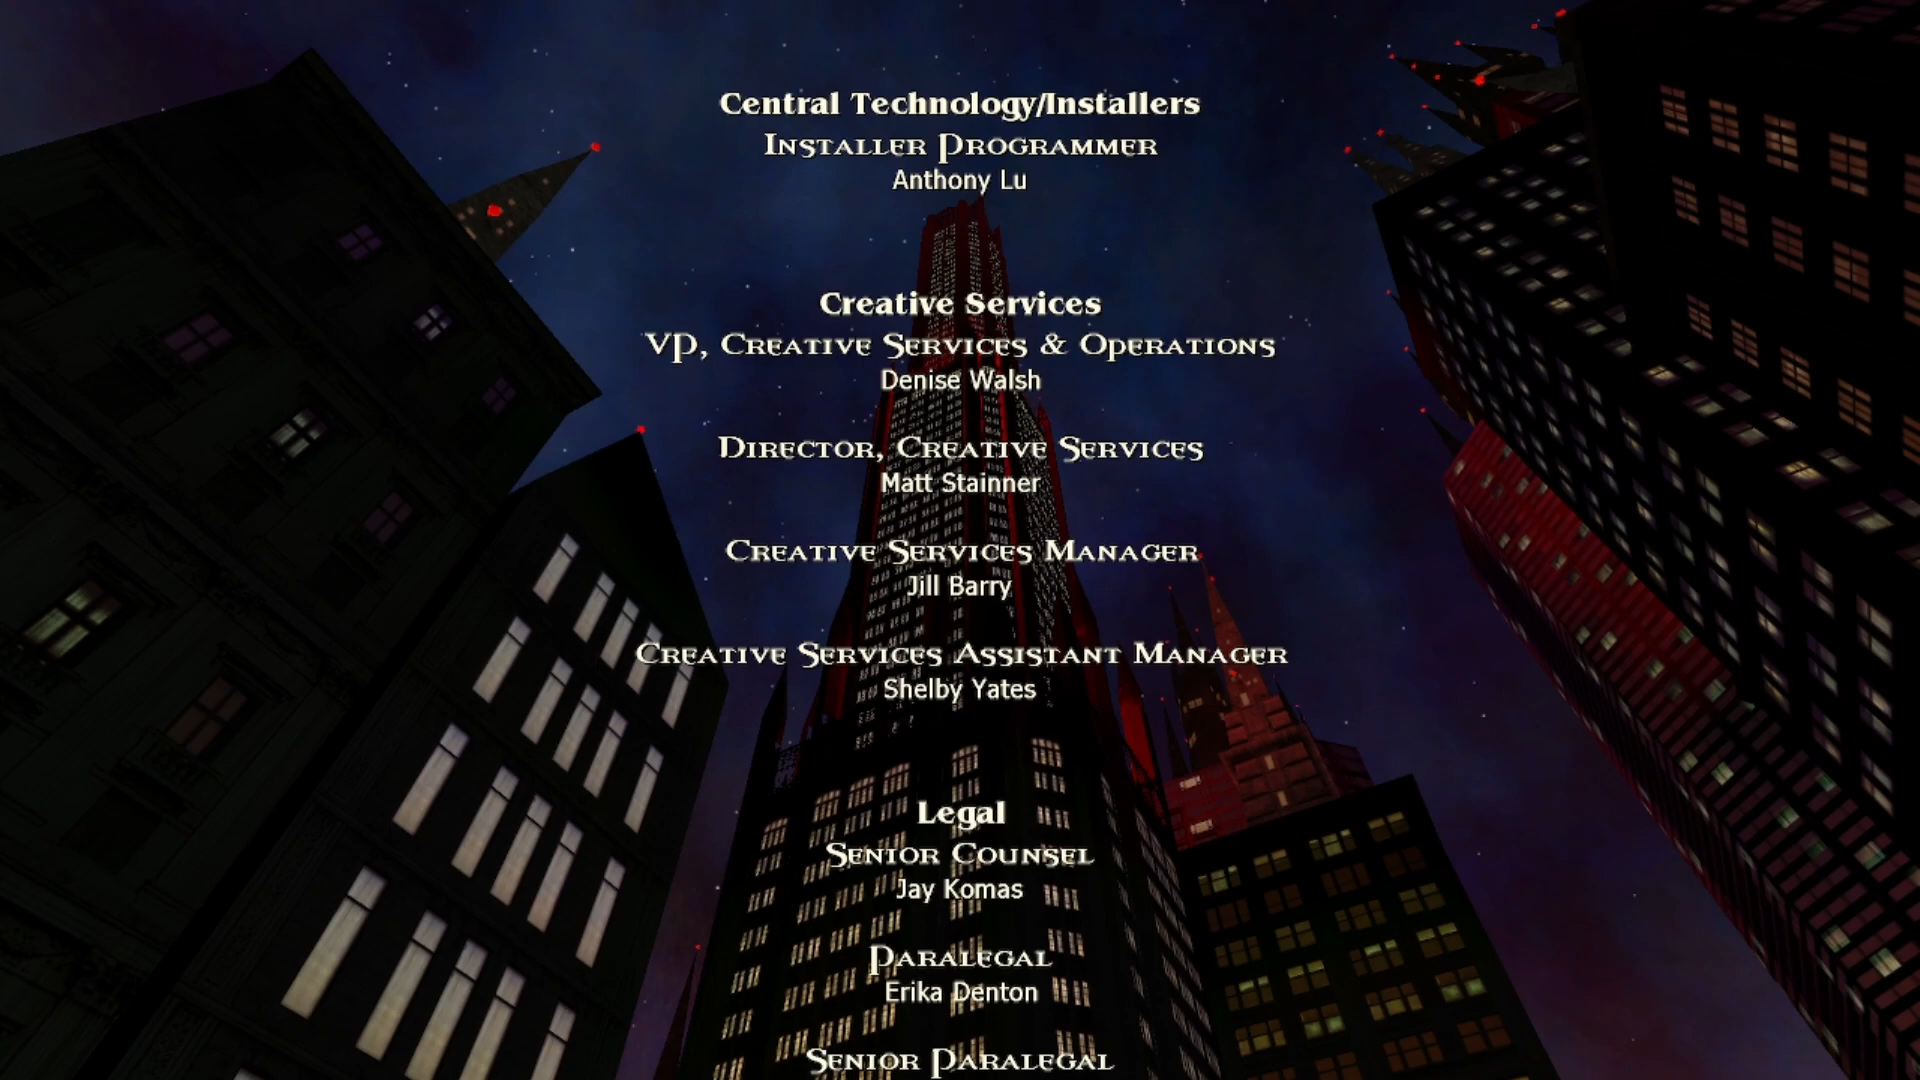 Central Technology/Installers
Installer Programmer
Anthony Lu
Creative Services
VP, Creative Services & Operations
Denise Walsh
Director, Creative Services
Matt Stainner
Creative Services Manager
Jill Barry
Creative Services Assistant Manager
Shelby Yates
Legal
Senior Counsel
Jay Komas
Paralegal
Erika Denton
Senior Paralegal